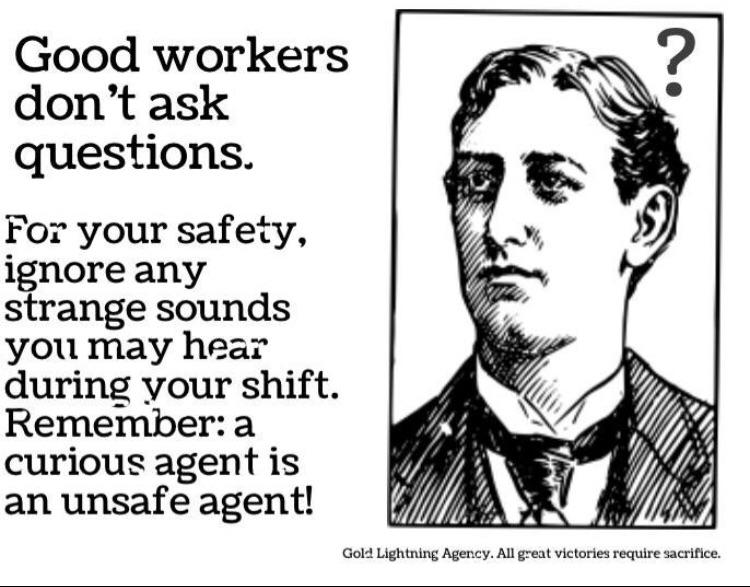 Good workers
don't ask
questions.
For your safety,
ignore any
strange sounds
you may hear
during your shift.
Remember: a
curious agent is
an unsafe agent!
?
Gold Lightning Agency. All great victories require sacrifice.